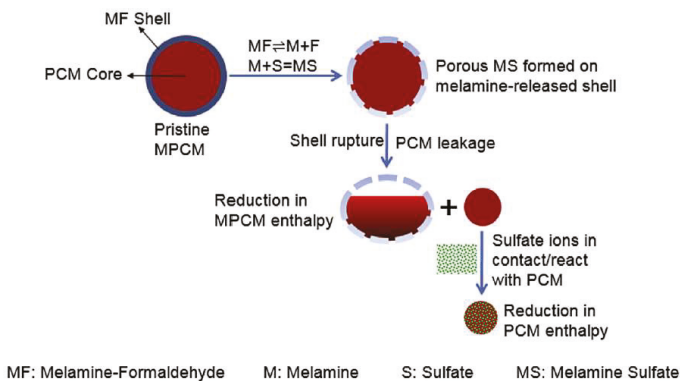 MF Shell
PCM Core
Pristine
MPCM
MF⇌M+F
M+S=MS
Porous MS formed on
melamine-released shell
Shell rupture
PCM leakage
Reduction in
MPCM enthalpy
+
Sulfate ions in
contact/react
with PCM
Reduction in
PCM enthalpy
MF: Melamine-Formaldehyde M: Melamine S: Sulfate MS: Melamine Sulfate